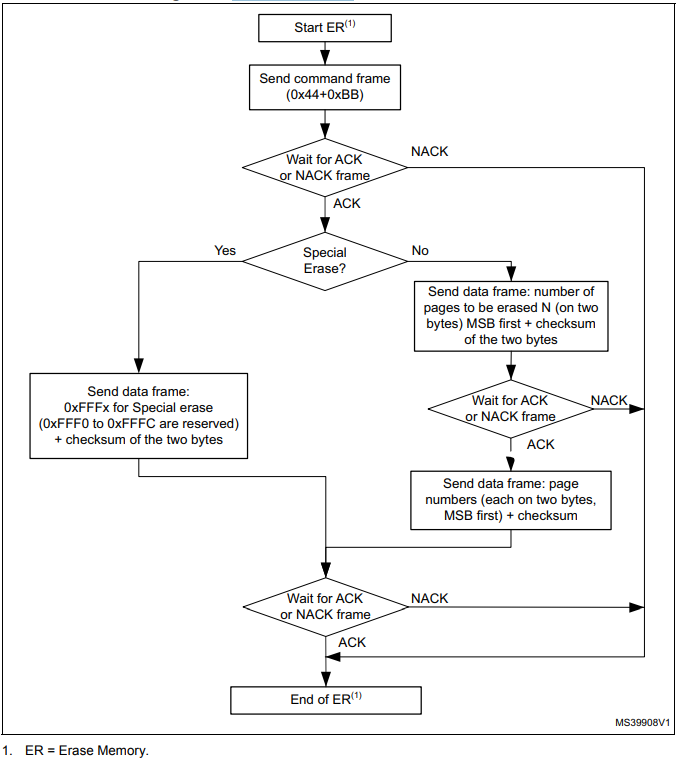 Start ER(1)
Send command frame
(0x44+0xBB)
Wait for ACK
or NACK frame
NACK
ACK
Special
Erase?
Yes
No
Send data frame: number of
pages to be erased N (on two
bytes) MSB first + checksum
of the two bytes
Send data frame:
0xFFFx for Special erase
(0xFFF0 to 0xFFFC are reserved)
+ checksum of the two bytes
Wait for ACK
or NACK frame
NACK
ACK
Send data frame: page
numbers (each on two bytes,
MSB first) + checksum
Wait for ACK
or NACK frame
NACK
ACK
End of ER(1)
MS39908V1
1. ER = Erase Memory.